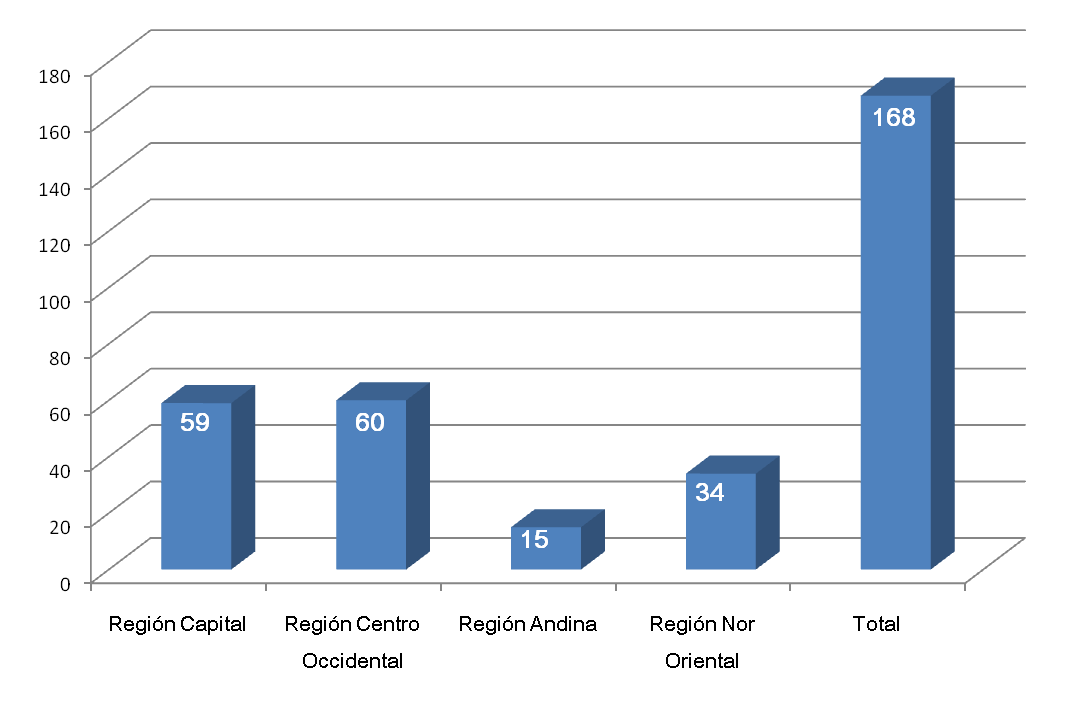 180
160
140
120
100
80
60
40
20
0
59
60
15
34
168
Región Capital
Región Centro
Occidental
Región Andina
Región Nor
Oriental
Total